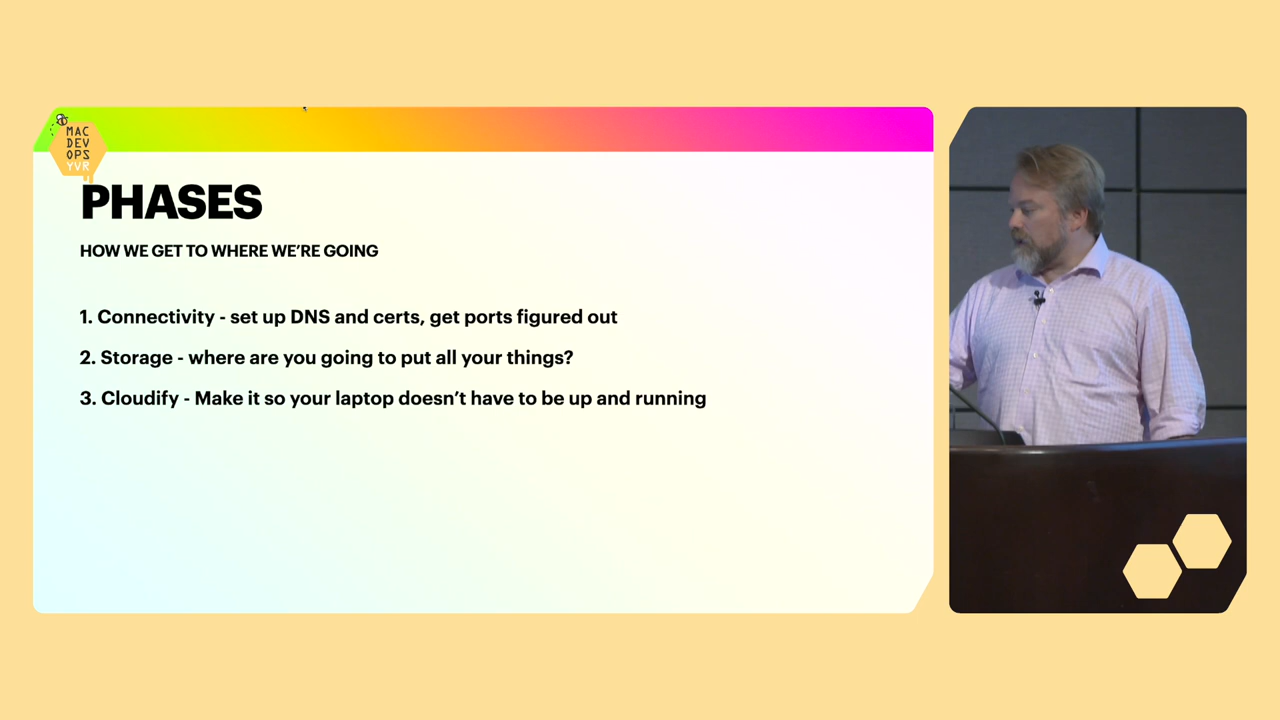 MAC
DEV
OPS
YVR
PHASES
HOW WE GET TO WHERE WE’RE GOING
1. Connectivity - set up DNS and certs, get ports figured out
2. Storage - where are you going to put all your things?
3. Cloudify - Make it so your laptop doesn’t have to be up and running